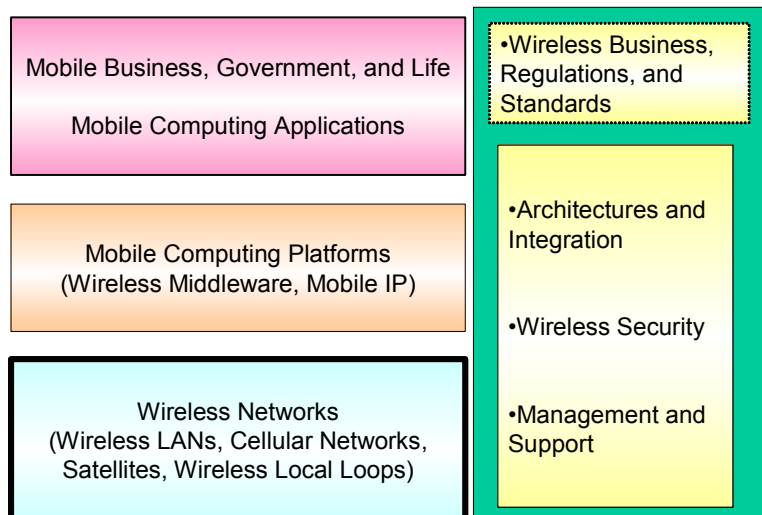 Mobile Business, Government, and Life
Mobile Computing Applications
Mobile Computing Platforms
(Wireless Middleware, Mobile IP)
Wireless Networks
(Wireless LANs, Cellular Networks,
Satellites, Wireless Local Loops)
•Wireless Business,
Regulations, and
Standards
•Architectures and
Integration
•Wireless Security
•Management and
Support